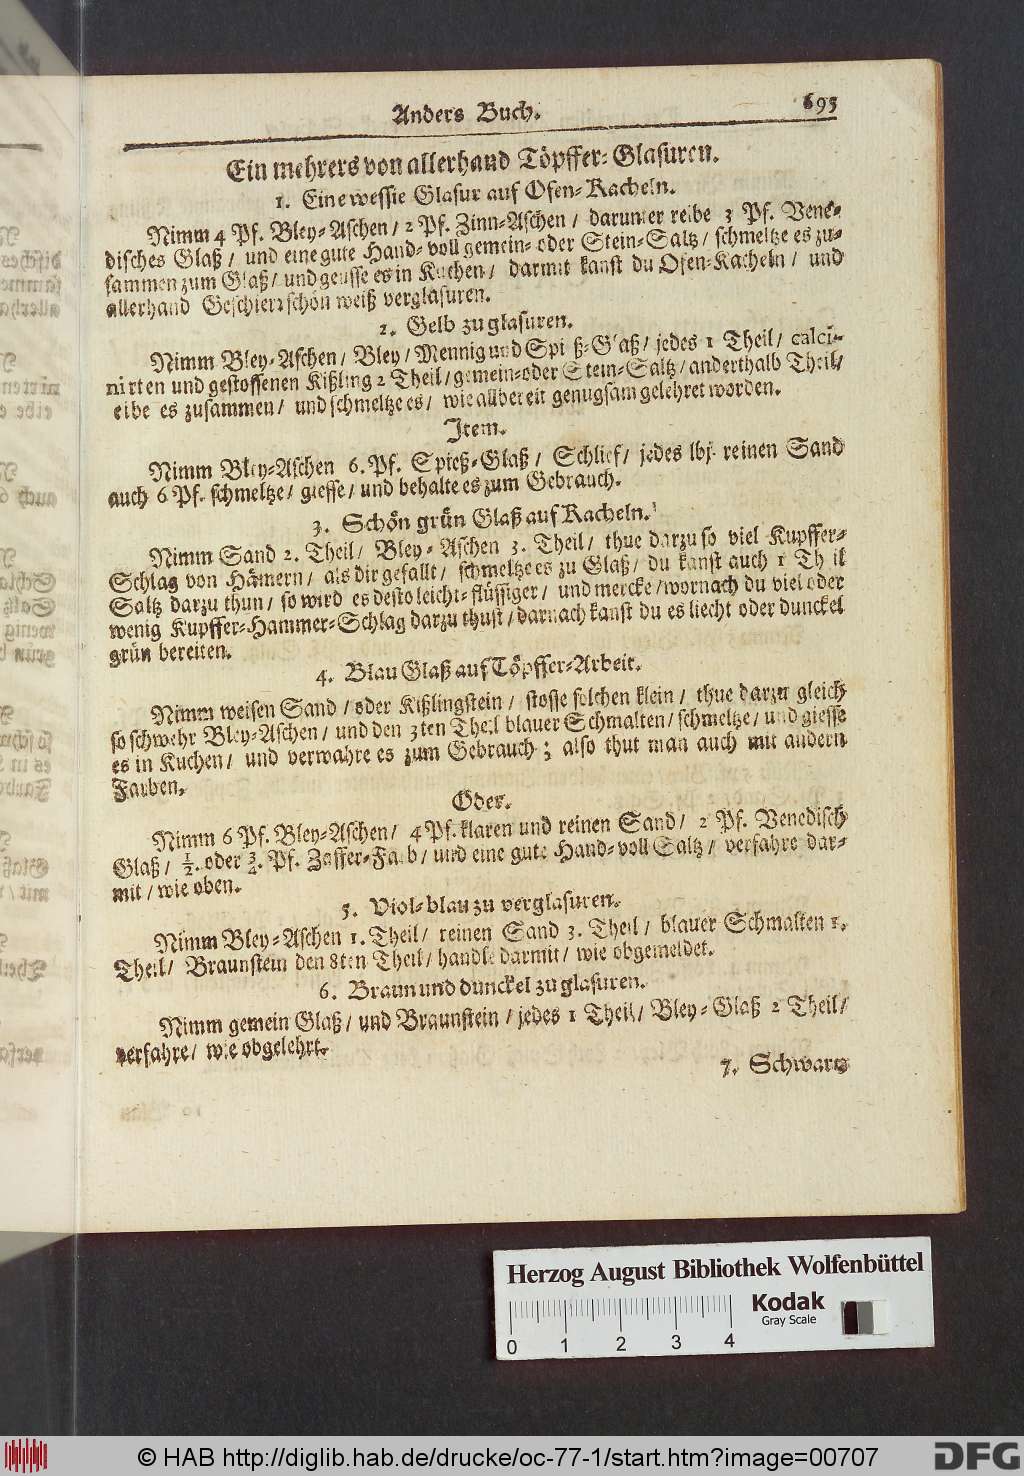 Anders Buch. 695
Ein mehrers von allerhand Töpffer-Glasuren.
1. Eine wessie Glasur auf Ofen-Kacheln.
Nimm 4 Pf. Bley-Aschen / 2 Pf. Zinn-Aschen / darunter reibe 3 Pf. Vene-
disches Glaß / und eine gute Hand-voll gemein- oder Stein-Saltz / schmeltze es zu-
sammen zum Glaß / und geusse es in Kuchen / darmit kanst du Ofen-Kacheln / und
allerhand Geschierr schön weiß verglasuren.
2. Gelb zu glasuren.
Nimm Bley-Aschen / Bley / Mennig und Spi ß-Glaß / jedes 1 Theil / calci-
nirten und gestossenen Kißling 2 Theil / gemein- oder Stein-Saltz / anderthalb Theil /
eibe es zusammen / und schmeltze es / wie allbereit genugsam gelehret worden.
Item.
Nimm Bley-Aschen 6. Pf. Spieß-Glaß / Schlief / jedes lbj. reinen Sand
auch 6 Pf. schmeltze / giesse / und behalte es zum Gebrauch.
3. Schön grün Glaß auf Kacheln.
Nimm Sand 2. Theil / Bley-Aschen 3. Theil / thue darzu so viel Kupffer-
Schlag von Hämern / als dir gefällt / schmeltze es zu Glaß / du kanst auch 1 Th il
Saltz darzu thun / so wird es desto leicht-flüssiger / und mercke / wornach du viel oder
wenig Kupffer-Hammer-Schlag darzu thust / darnach kanst du es liecht oder dunckel
grün bereiten.
4. Blau Glaß auf Töpffer-Arbeit.
Nimm weisen Sand / oder Kißlingstein / stosse solchen klein / thue darzu gleich
so schwehr Bley-Aschen / und den 3ten Theil blauer Schmalten / schmeltze / und giesse
es in Kuchen / und verwahre es zum Gebrauch; also thut man auch mit andern
Farben.
Oder.
Nimm 6 Pf. Bley-Aschen / 4 Pf. klaren und reinen Sand / 2 Pf. Venedisch
Glaß / 1/2. oder 3/4. Pf. Zaffer-Farb / und eine gute Hand-voll Saltz / verfahre dar-
mit / wie oben.
5. Viol-blau zu verglasuren.
Nimm Bley-Aschen 1. Theil / reinen Sand 3. Theil / blauer Schmalten 1.
Theil / Braunstein den 8ten Theil / handle darmit / wie obgemeldet.
6. Braun und dunckel zu glasuren.
Nimm gemein Glaß / und Braunstein / jedes 1 Theil / Bley-Glaß 2 Theil /
verfahre / wie obgelehrt.
7. Schwartz
Herzog August Bibliothek Wolfenbüttel
Kodak
Gray Scale
0 1 2 3 4
© HAB http://diglib.hab.de/drucke/oc-77-1/start.htm?image=00707
DFG